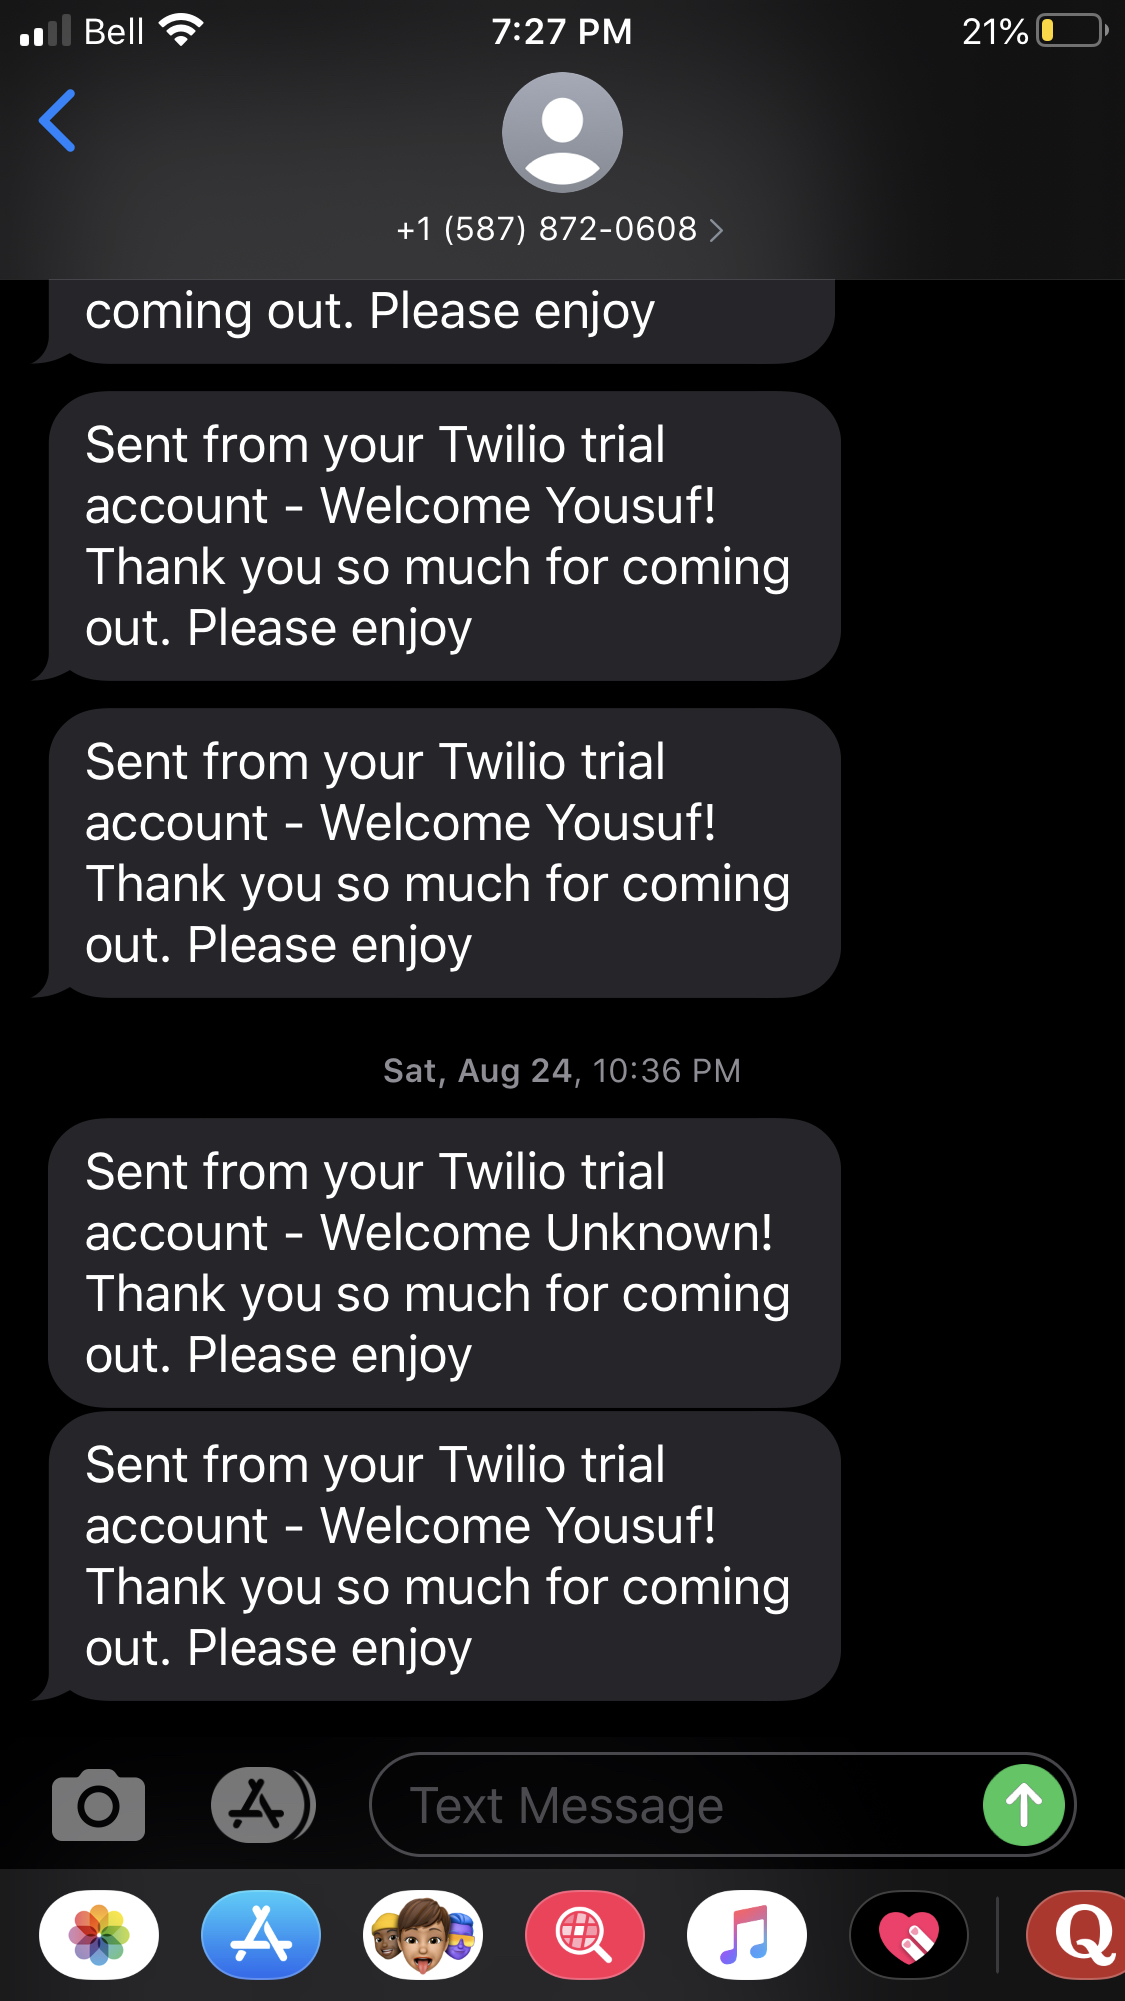 Bell
7:27 PM
21%
+1 (587) 872-0608
coming out. Please enjoy
Sent from your Twilio trial
account - Welcome Yousuf!
Thank you so much for coming
out. Please enjoy
Sent from your Twilio trial
account - Welcome Yousuf!
Thank you so much for coming
out. Please enjoy
Sat, Aug 24, 10:36 PM
Sent from your Twilio trial
account - Welcome Unknown!
Thank you so much for coming
out. Please enjoy
Sent from your Twilio trial
account - Welcome Yousuf!
Thank you so much for coming
out. Please enjoy
Text Message
Q